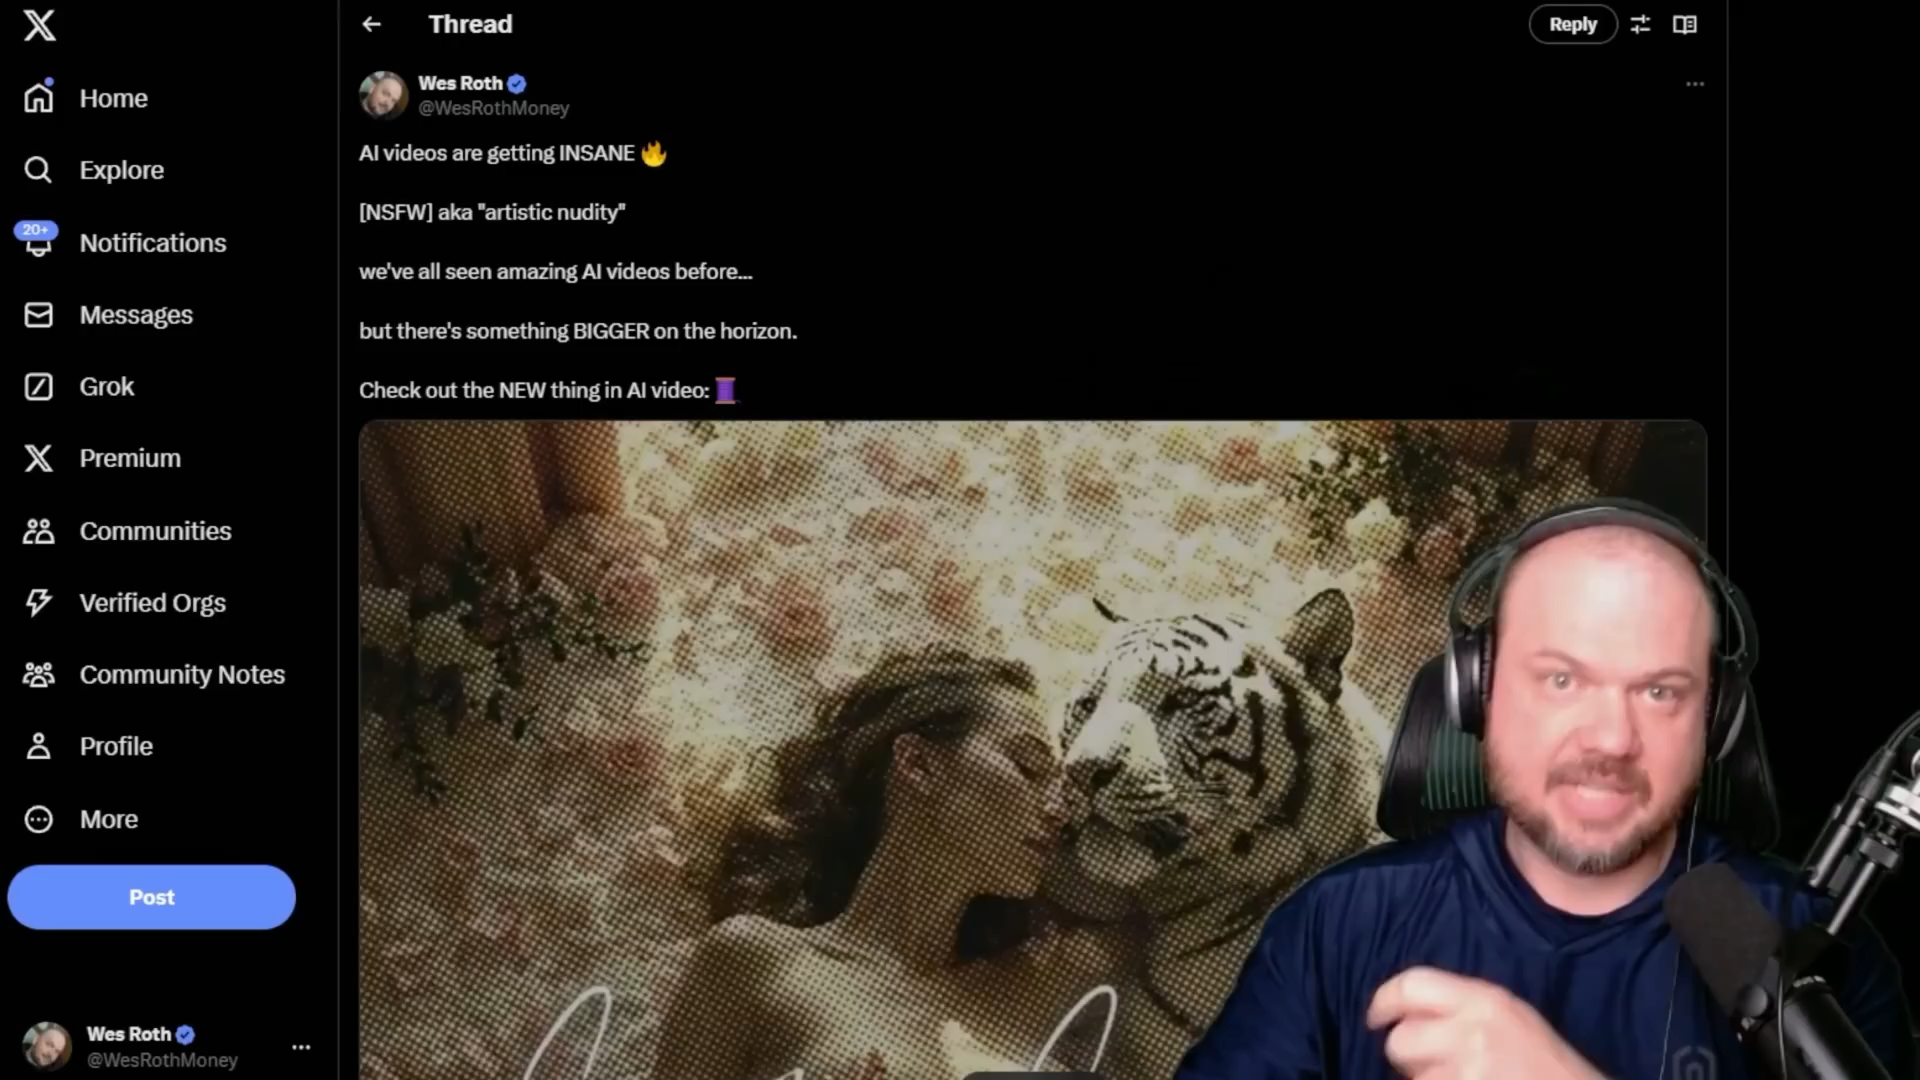 Home
Explore
20+
Notifications
Messages
Grok
Premium
Communities
Verified Orgs
Community Notes
Profile
More
Post
Wes Roth
@WesRothMoney
Thread
Reply
Wes Roth
@WesRothMoney
AI videos are getting INSANE 🔥
[NSFW] aka "artistic nudity"
we've all seen amazing AI videos before...
but there's something BIGGER on the horizon.
Check out the NEW thing in AI video: 🧵